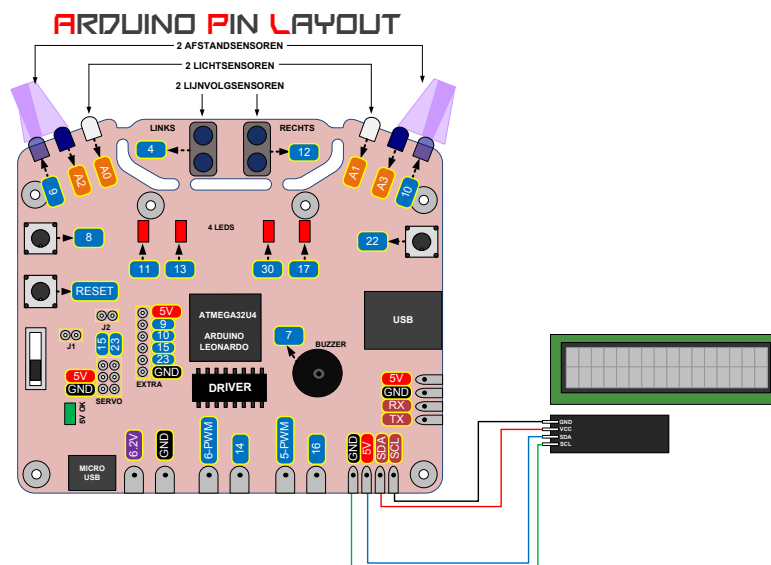 ARDUINO PIN LAYOUT
2 AFSTANDSENSOREN
2 LICHTSENSOREN
2 LIJNVOLGSENSOREN
LINKS
RECHTS
4
12
9
A2
A0
A1
A3
10
8
4 LEDS
22
11
13
30
17
RESET
5V
9
10
15
23
GND
EXTRA
ATMEGA32U4
ARDUINO
LEONARDO
USB
J1
J2
15
23
7
BUZZER
5V
GND
SERVO
DRIVER
5V
GND
RX
TX
5V OK
MICRO
USB
6.2V
GND
6-PWM
14
5-PWM
16
GND
5V
SDA
SCL
GND
VCC
SDA
SCL